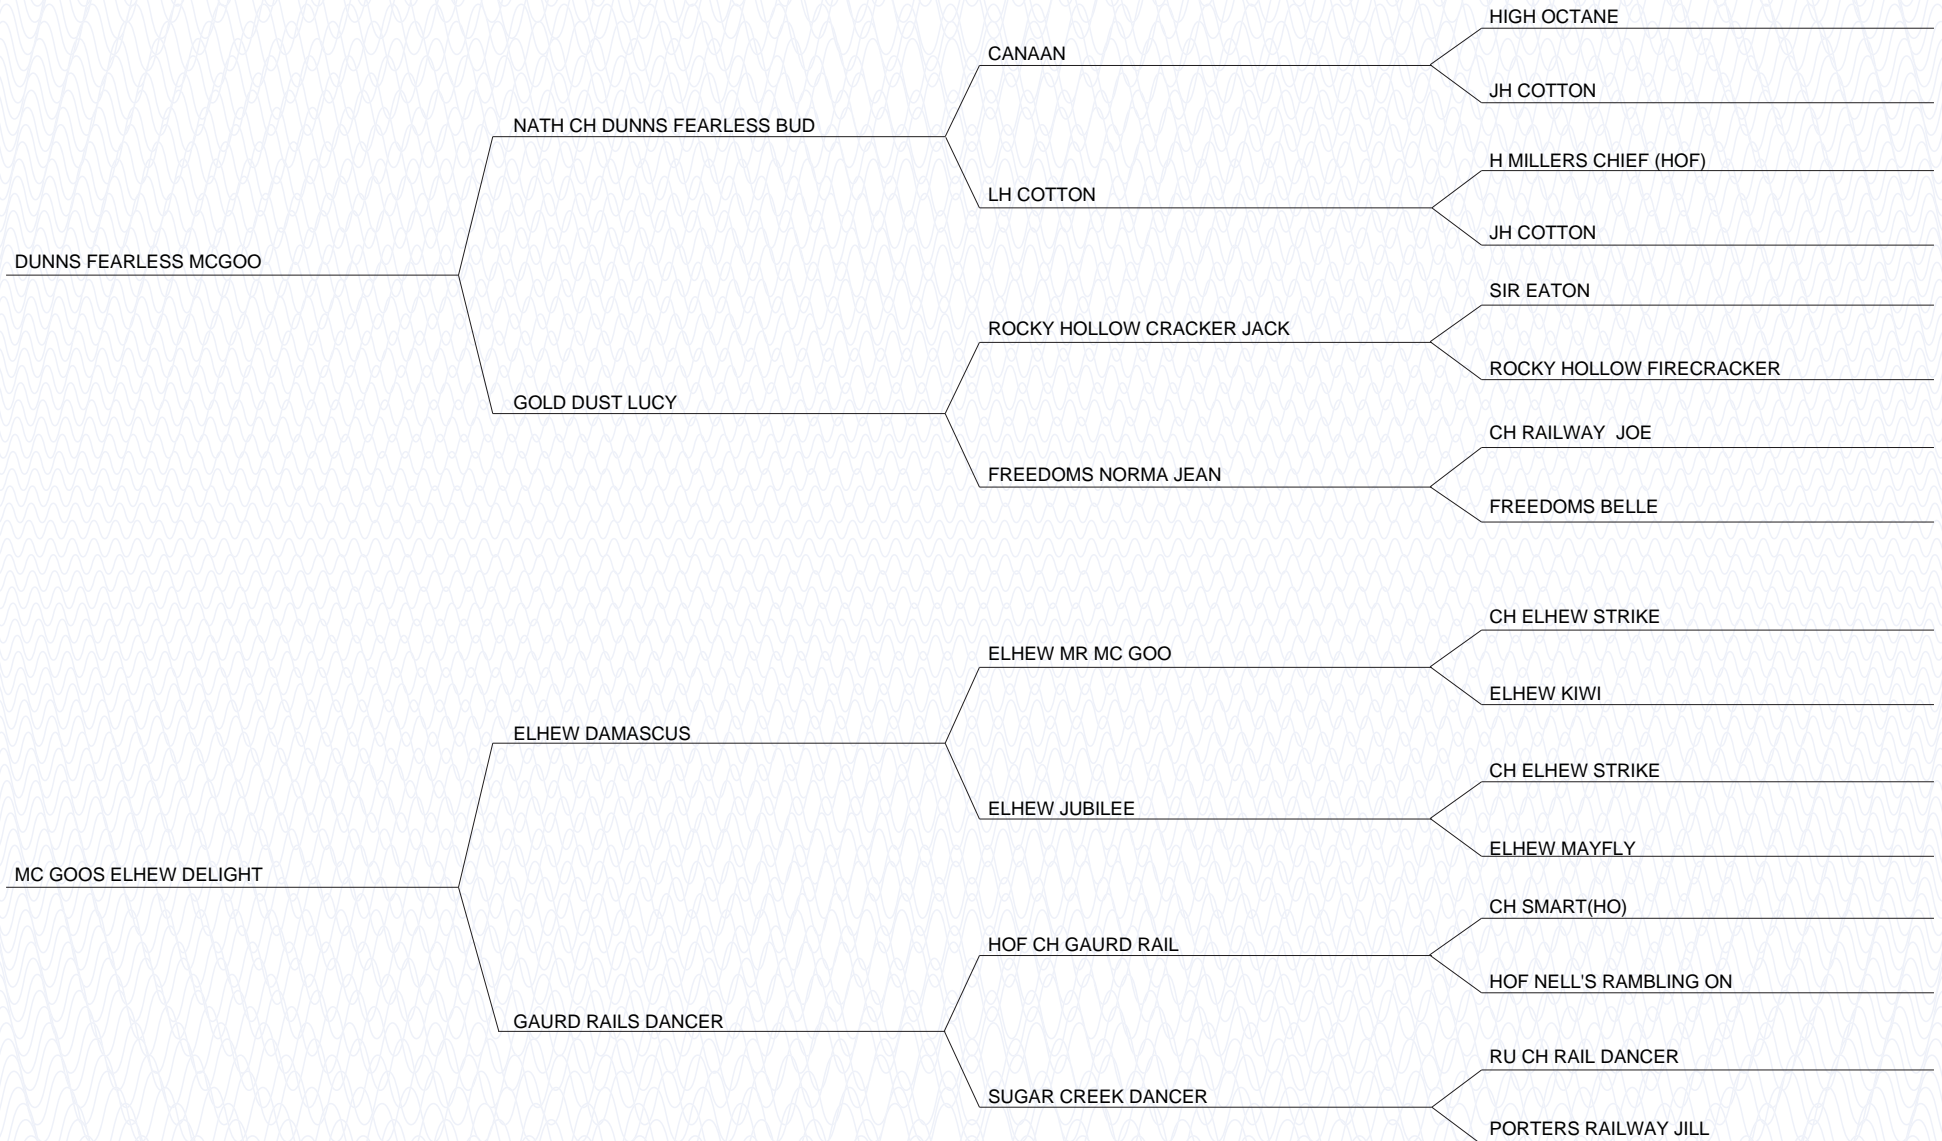 HIGH OCTANE
CANAAN
JH COTTON
NATH CH DUNNS FEARLESS BUD
H MILLERS CHIEF (HOF)
LH COTTON
JH COTTON
DUNNS FEARLESS MCGOO
SIR EATON
ROCKY HOLLOW CRACKER JACK
ROCKY HOLLOW FIRECRACKER
GOLD DUST LUCY
CH RAILWAY  JOE
FREEDOMS NORMA JEAN
FREEDOMS BELLE
CH ELHEW STRIKE
ELHEW MR MC GOO
ELHEW KIWI
ELHEW DAMASCUS
CH ELHEW STRIKE
ELHEW JUBILEE
ELHEW MAYFLY
MC GOOS ELHEW DELIGHT
CH SMART(HO)
HOF CH GAURD RAIL
HOF NELL'S RAMBLING ON
GAURD RAILS DANCER
RU CH RAIL DANCER
SUGAR CREEK DANCER
PORTERS RAILWAY JILL